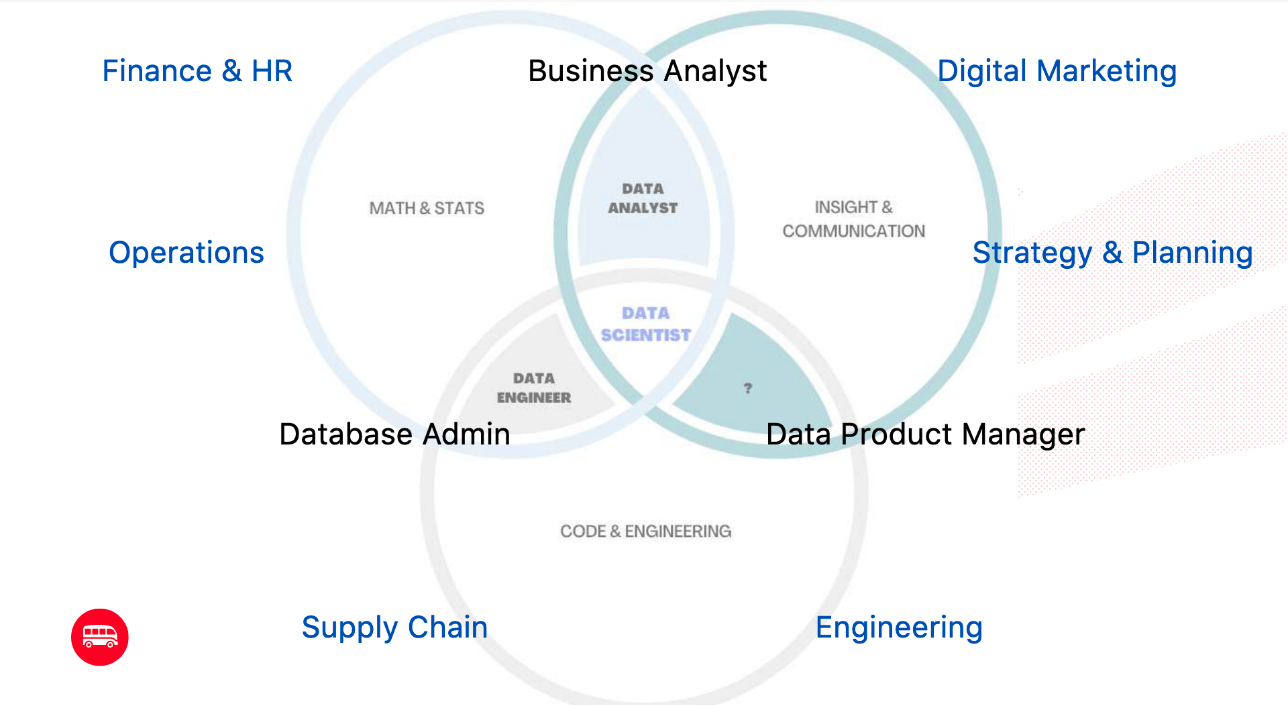 Finance & HR
Business Analyst
Digital Marketing
DATA
ANALYST
MATH & STATS
INSIGHT &
COMMUNICATION
Operations
Strategy & Planning
DATA
SCIENTIST
DATA
ENGINEER
?
Database Admin
Data Product Manager
CODE & ENGINEERING
Supply Chain
Engineering